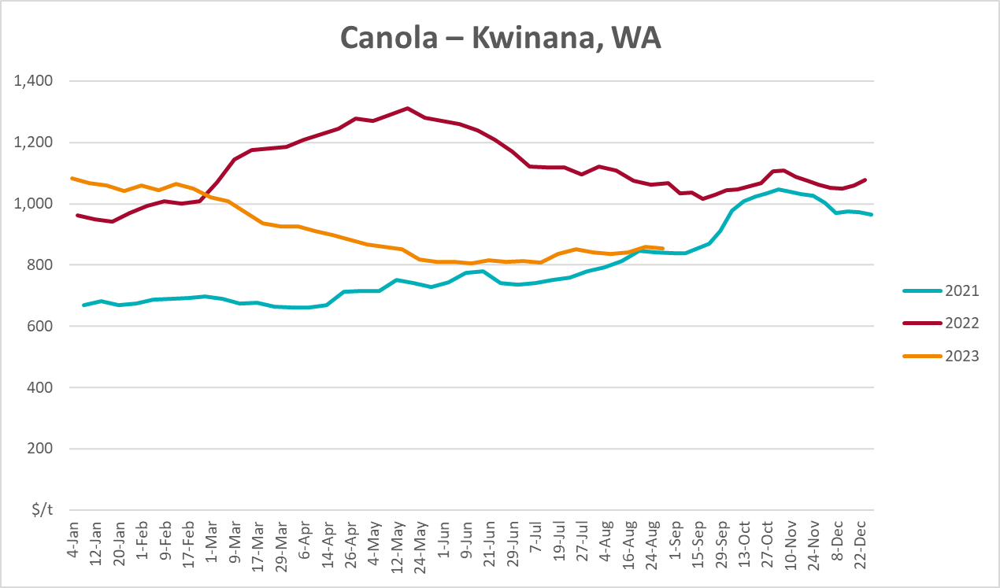 Canola – Kwinana, WA
1,400
1,200
1,000
800
600
400
200
$/t
4-Jan
12-Jan
20-Jan
1-Feb
9-Feb
17-Feb
1-Mar
9-Mar
17-Mar
29-Mar
6-Apr
14-Apr
26-Apr
4-May
12-May
24-May
1-Jun
9-Jun
21-Jun
29-Jun
7-Jul
19-Jul
27-Jul
4-Aug
16-Aug
24-Aug
1-Sep
15-Sep
29-Sep
13-Oct
27-Oct
10-Nov
24-Nov
8-Dec
22-Dec
2021
2022
2023